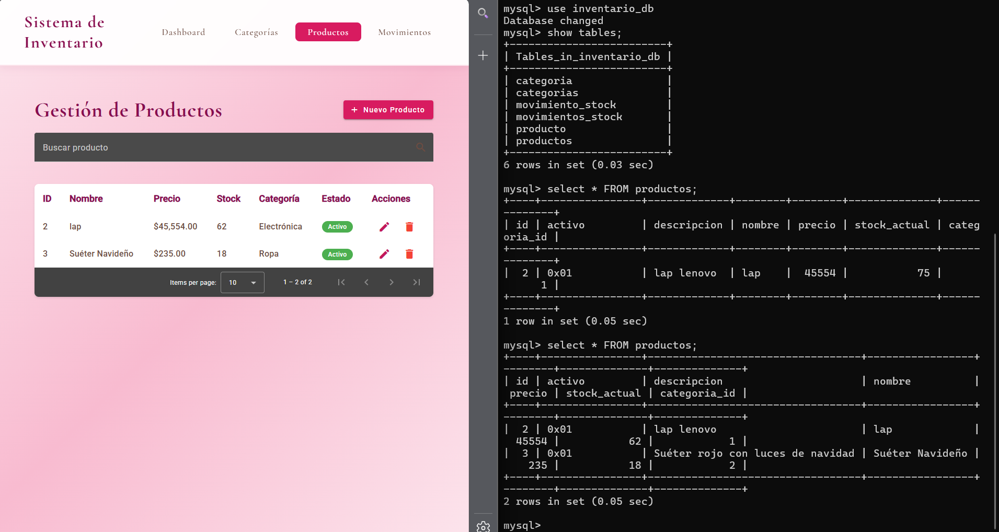 Sistema de
Inventario
Dashboard
Categorías
Productos
Movimientos
Gestión de Productos
+ Nuevo Producto
Buscar producto
ID Nombre Precio Stock Categoría Estado Acciones
2 lap $45,554.00 62 Electrónica Activo
3 Suéter Navideño $235.00 18 Ropa Activo
Items per page: 10 1 – 2 of 2
mysql> use inventario_db
Database changed
mysql> show tables;
+-------------------------+
| Tables_in_inventario_db |
+-------------------------+
| categoria               |
| categorias              |
| movimiento_stock        |
| movimientos_stock       |
| producto                |
| productos               |
+-------------------------+
6 rows in set (0.03 sec)
mysql> select * FROM productos;
+----+----------------+-------------+--------+--------+--------------+------
--------+
| id | activo         | descripcion | nombre | precio | stock_actual | categ
oria_id |
+----+----------------+-------------+--------+--------+--------------+------
--------+
|  2 | 0x01           | lap lenovo  | lap    |  45554 |           75 |
      1 |
+----+----------------+-------------+--------+--------+--------------+------
--------+
1 row in set (0.05 sec)
mysql> select * FROM productos;
+----+----------------+----------------------------------+-----------------+
--------+--------------+--------------+
| id | activo         | descripcion                      | nombre          |
 precio | stock_actual | categoria_id |
+----+----------------+----------------------------------+-----------------+
--------+--------------+--------------+
|  2 | 0x01           | lap lenovo                       | lap             |
  45554 |           62 |            1 |
|  3 | 0x01           | Suéter rojo con luces de navidad | Suéter Navideño |
    235 |           18 |            2 |
+----+----------------+----------------------------------+-----------------+
--------+--------------+--------------+
2 rows in set (0.05 sec)
mysql>